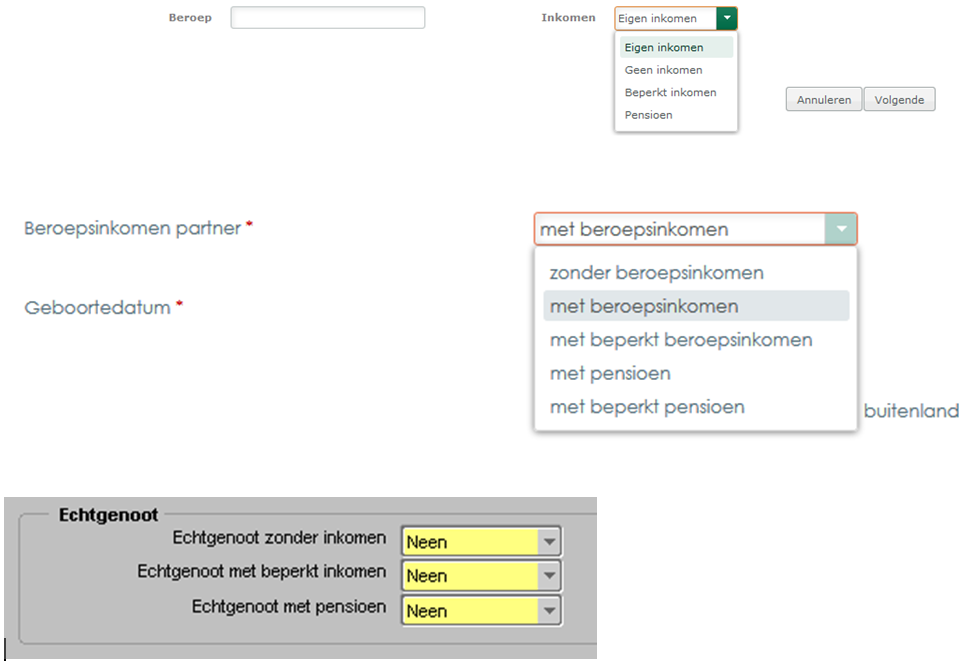 Beroep Inkomen Eigen inkomen
Eigen inkomen
Geen inkomen
Beperkt inkomen
Pensioen
Annuleren Volgende
Beroepsinkomen partner * met beroepsinkomen
zonder beroepsinkomen
Geboortedatum * met beroepsinkomen
met beperkt beroepsinkomen
met pensioen
met beperkt pensioen buitenland
Echtgenoot
Echtgenoot zonder inkomen Neen
Echtgenoot met beperkt inkomen Neen
Echtgenoot met pensioen Neen